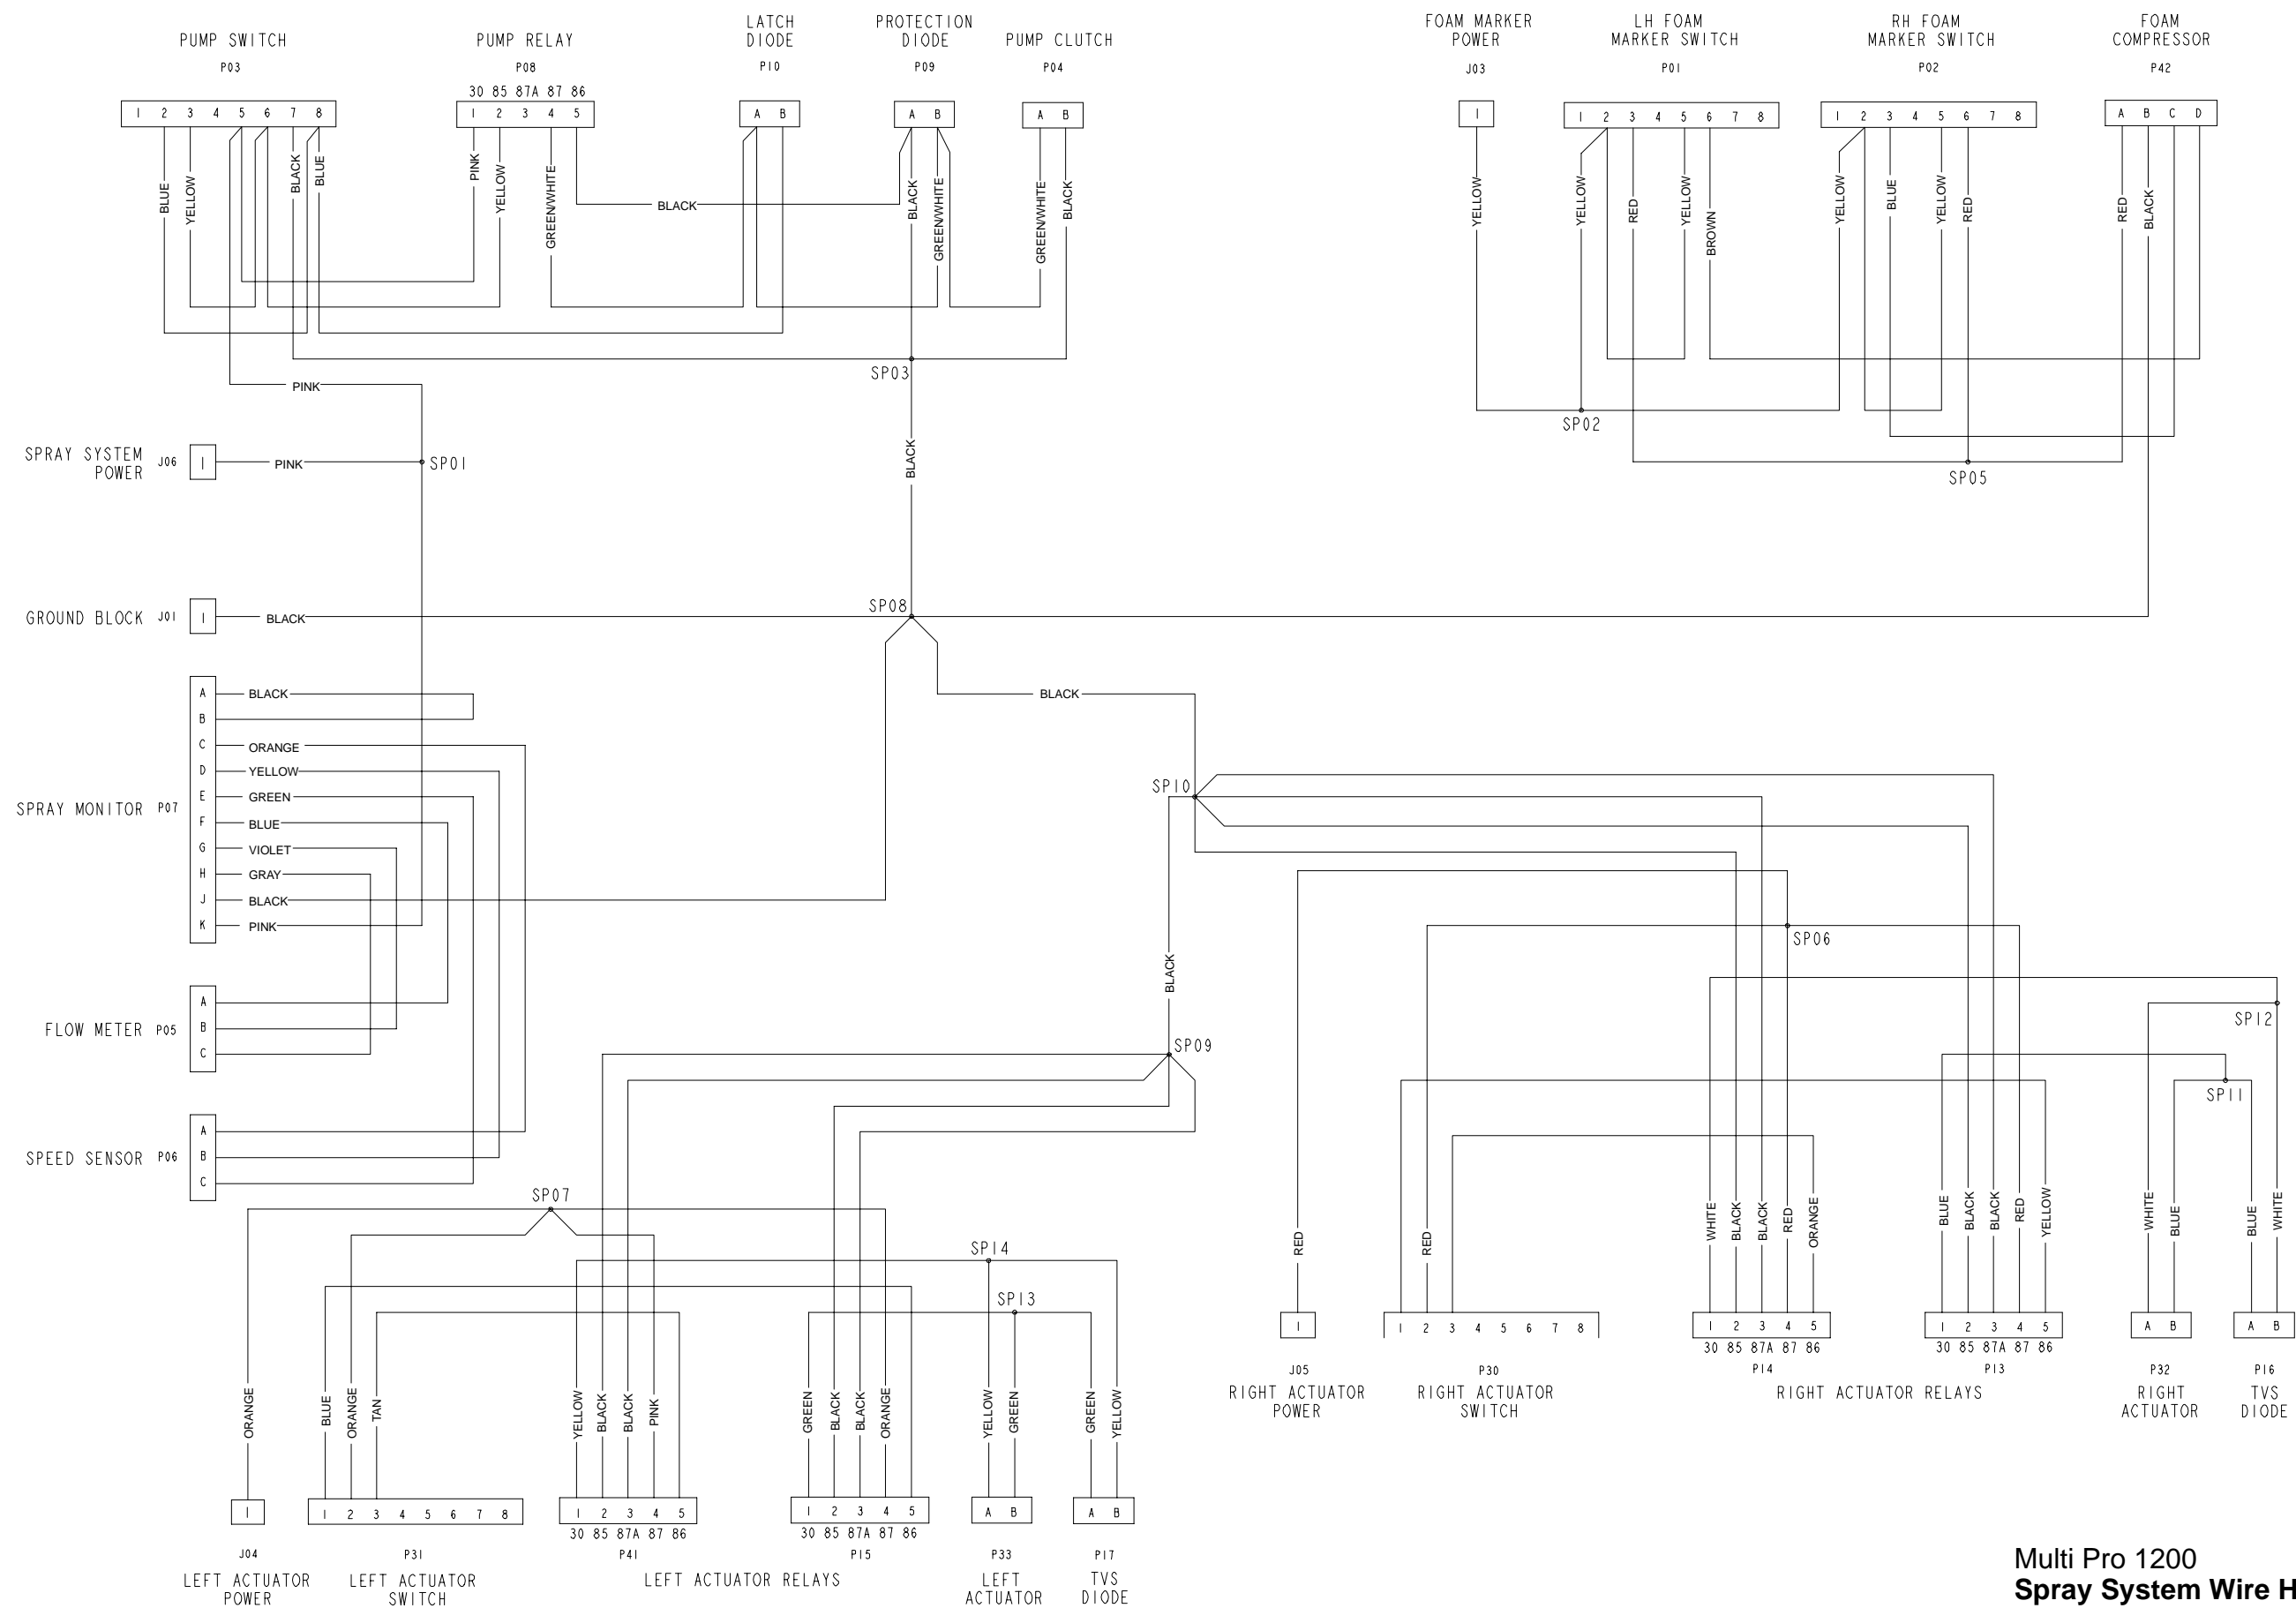 PUMP SWITCH
P03
1 2 3 4 5 6 7 8
PUMP RELAY
P08
30 85 87A 87 86
1 2 3 4 5
LATCH
DIODE
P10
A B
PROTECTION
DIODE
P09
A B
PUMP CLUTCH
P04
A B
FOAM MARKER
POWER
J03
1
LH FOAM
MARKER SWITCH
P01
1 2 3 4 5 6 7 8
RH FOAM
MARKER SWITCH
P02
1 2 3 4 5 6 7 8
FOAM
COMPRESSOR
P42
A B C D
BLUE
YELLOW
BLACK
BLUE
PINK
YELLOW
GREEN/WHITE
BLACK
BLACK
GREEN/WHITE
GREEN/WHITE
BLACK
YELLOW
YELLOW
RED
YELLOW
BROWN
YELLOW
BLUE
YELLOW
RED
RED
BLACK
SP03
PINK
SP02
SP05
BLACK
SPRAY SYSTEM
POWER
J06
1
PINK
SP01
GROUND BLOCK J01
1
BLACK
SP08
BLACK
SPRAY MONITOR P07
A BLACK
B
C ORANGE
D YELLOW
E GREEN
F BLUE
G VIOLET
H GRAY
J BLACK
K PINK
SP10
SP06
BLACK
FLOW METER P05
A
B
C
SP12
SP09
SP11
SPEED SENSOR P06
A
B
C
SP07
SP14
SP13
RED
RED
WHITE
BLACK
BLACK
RED
ORANGE
BLUE
BLACK
BLACK
RED
YELLOW
WHITE
BLUE
BLUE
WHITE
1
J05
RIGHT ACTUATOR
POWER
1 2 3 4 5 6 7 8
P30
RIGHT ACTUATOR
SWITCH
1 2 3 4 5
30 85 87A 87 86
P14
1 2 3 4 5
30 85 87A 87 86
P13
RIGHT ACTUATOR RELAYS
A B
P32
RIGHT
ACTUATOR
A B
P16
TVS
DIODE
ORANGE
BLUE
ORANGE
TAN
YELLOW
BLACK
BLACK
PINK
GREEN
BLACK
BLACK
ORANGE
YELLOW
GREEN
GREEN
YELLOW
1
J04
LEFT ACTUATOR
POWER
1 2 3 4 5 6 7 8
P31
LEFT ACTUATOR
SWITCH
1 2 3 4 5
30 85 87A 87 86
P41
1 2 3 4 5
30 85 87A 87 86
P15
LEFT ACTUATOR RELAYS
A B
P33
LEFT
ACTUATOR
A B
P17
TVS
DIODE
Multi Pro 1200
Spray System Wire H